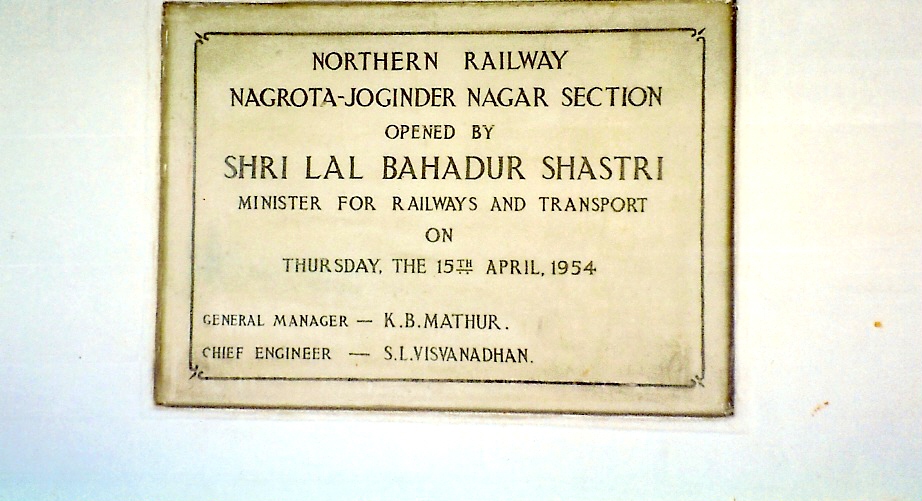 NORTHERN RAILWAY
NAGROTA-JOGINDER NAGAR SECTION
OPENED BY
SHRI LAL BAHADUR SHASTRI
MINISTER FOR RAILWAYS AND TRANSPORT
ON
THURSDAY, THE 15TH APRIL, 1954
GENERAL MANAGER — K.B.MATHUR.
CHIEF ENGINEER — S.L.VISVANADHAN.